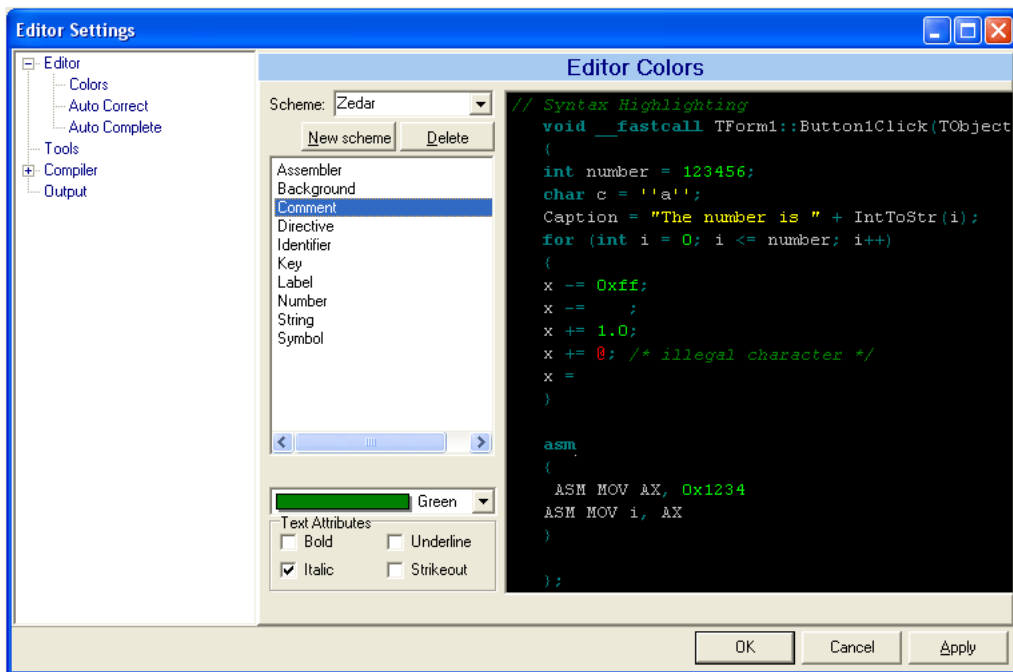 Editor Settings
Editor
Colors
Auto Correct
Auto Complete
Tools
Compiler
Output
Editor Colors
Scheme: Zedar
New scheme Delete
Assembler
Background
Comment
Directive
Identifier
Key
Label
Number
String
Symbol
Green
Text Attributes
Bold Underline
Italic Strikeout
// Syntax Highlighting
void __fastcall TForm1::Button1Click(TObject
{
int number = 123456;
char c = ''a'';
Caption = "The number is " + IntToStr(i);
for (int i = 0; i <= number; i++)
{
x -= 0xff;
x -= ;
x += 1.0;
x += @; /* illegal character */
x =
}
asm
{
ASM MOV AX, 0x1234
ASM MOV i, AX
}
};
OK Cancel Apply